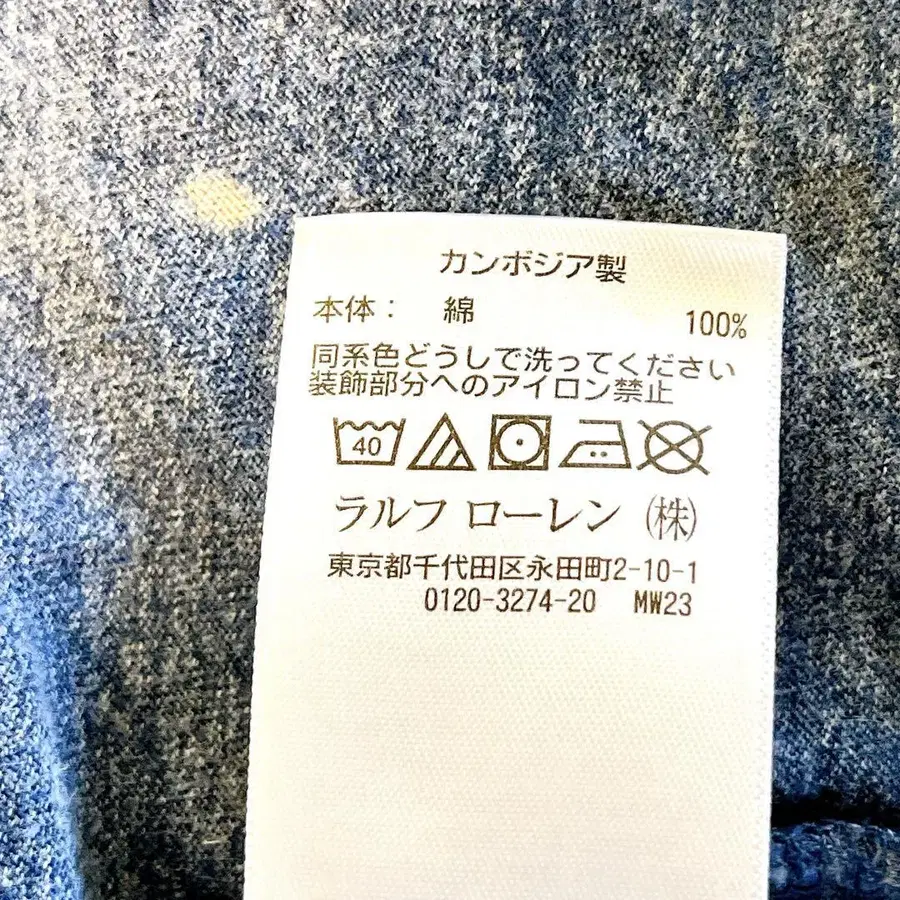 カンボジア製
本体： 綿 100%
同系色どうしで洗ってください
装飾部分へのアイロン禁止
40
ラルフ ローレン （株）
東京都千代田区永田町2-10-1
0120-3274-20 MW23